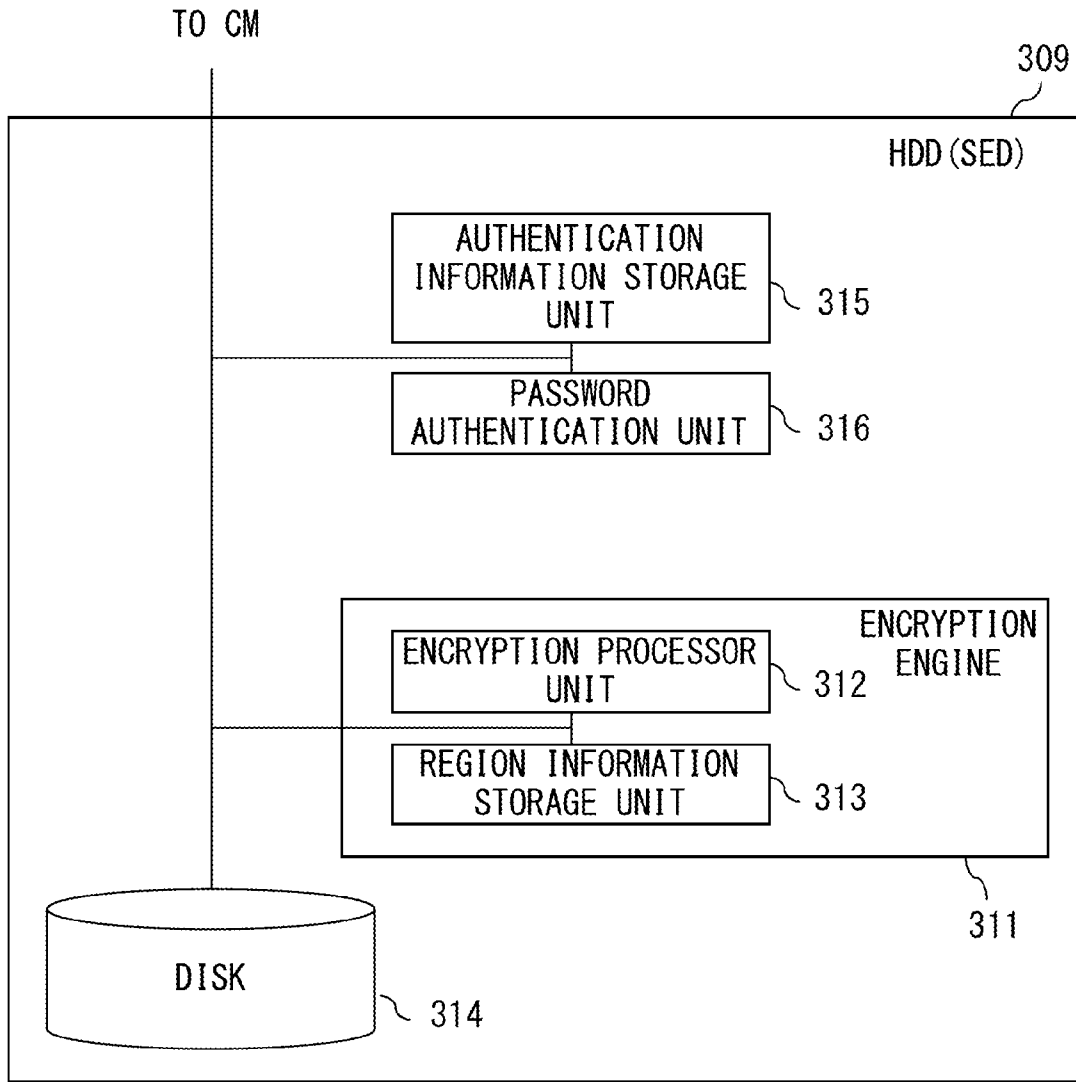 TO CM
309
HDD(SED)
AUTHENTICATION
INFORMATION STORAGE
UNIT
315
PASSWORD
AUTHENTICATION UNIT
316
ENCRYPTION
ENGINE
ENCRYPTION PROCESSOR
UNIT
312
REGION INFORMATION
STORAGE UNIT
313
311
DISK
314